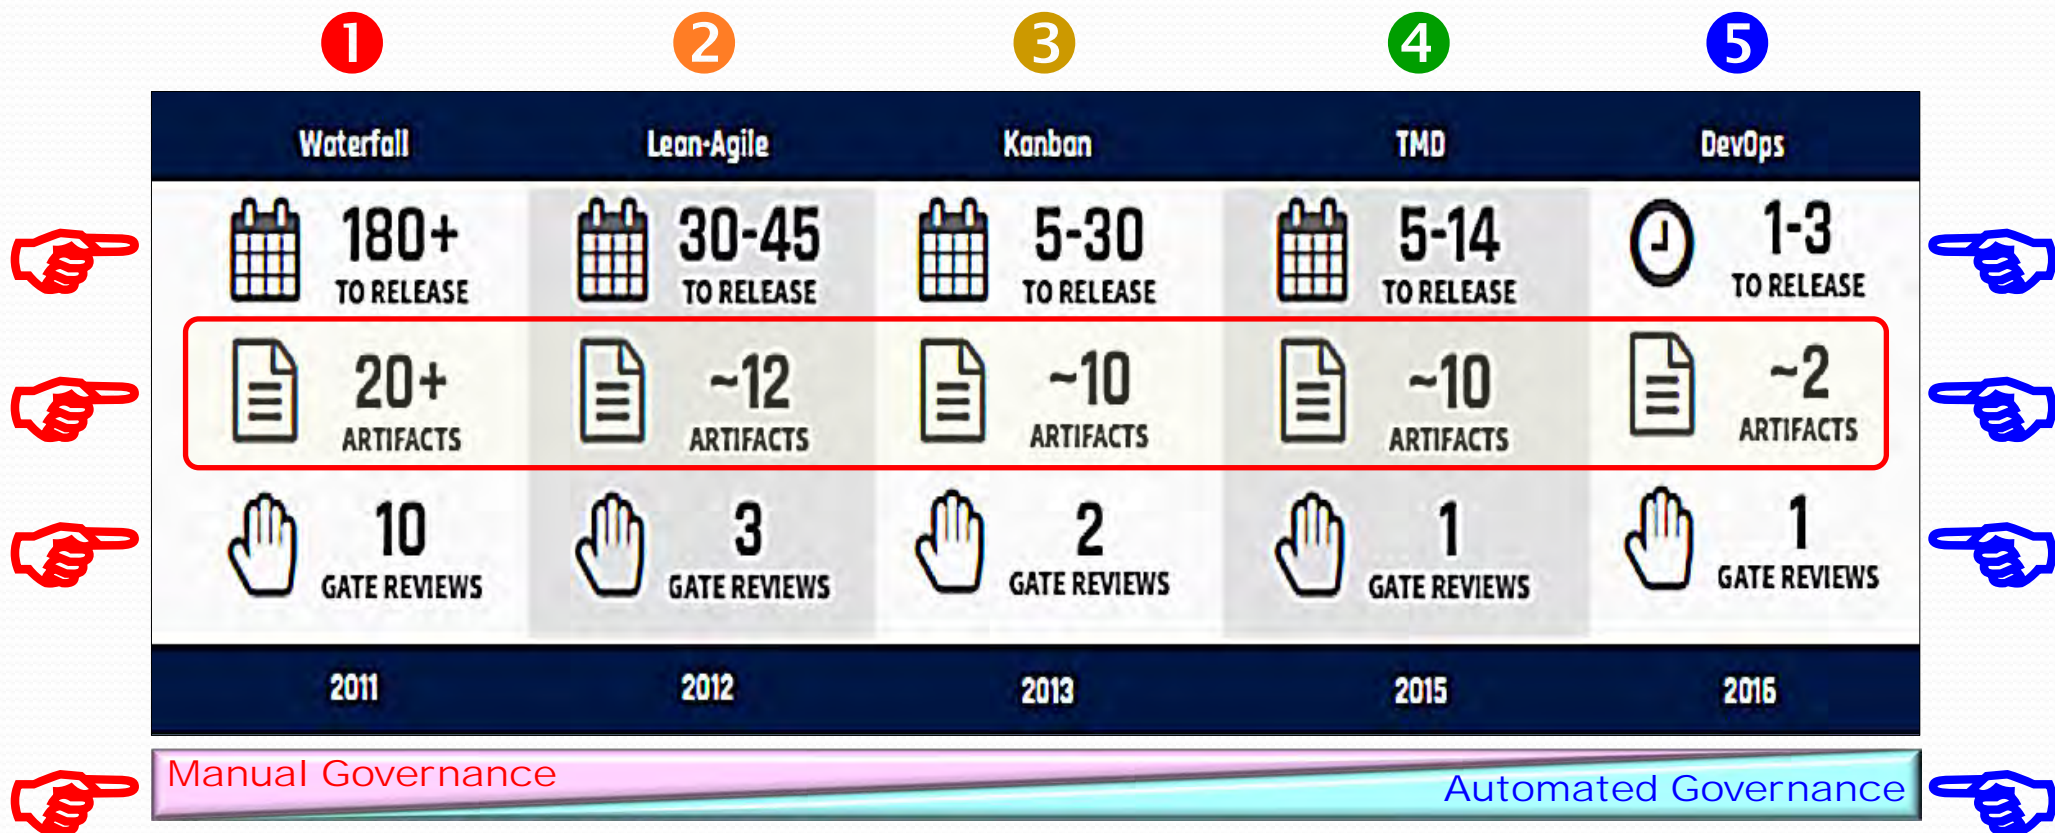 1 2 3 4 5
Waterfall Lean-Agile Kanban TMD DevOps
180+ 30-45 5-30 5-14 1-3
TO RELEASE TO RELEASE TO RELEASE TO RELEASE TO RELEASE
20+ ~12 ~10 ~10 ~2
ARTIFACTS ARTIFACTS ARTIFACTS ARTIFACTS ARTIFACTS
10 3 2 1 1
GATE REVIEWS GATE REVIEWS GATE REVIEWS GATE REVIEWS GATE REVIEWS
2011 2012 2013 2015 2016
Manual Governance
Automated Governance